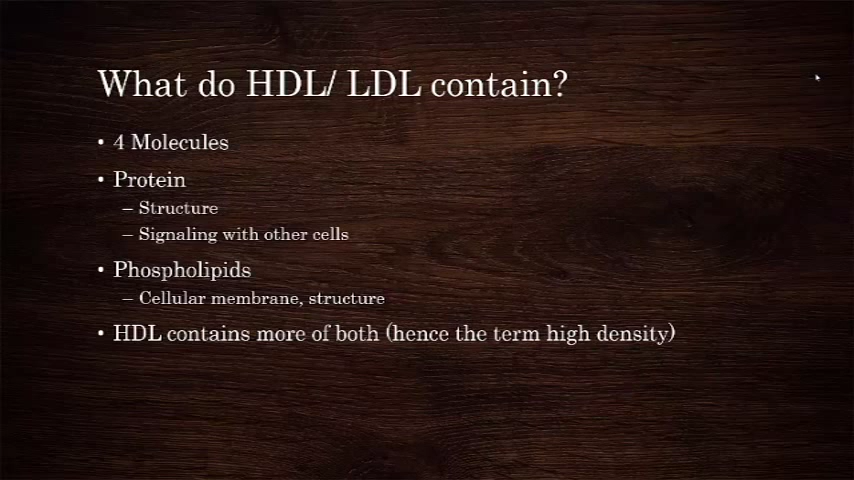 What do HDL/ LDL contain?
• 4 Molecules
• Protein
– Structure
– Signaling with other cells
• Phospholipids
– Cellular membrane, structure
• HDL contains more of both (hence the term high density)